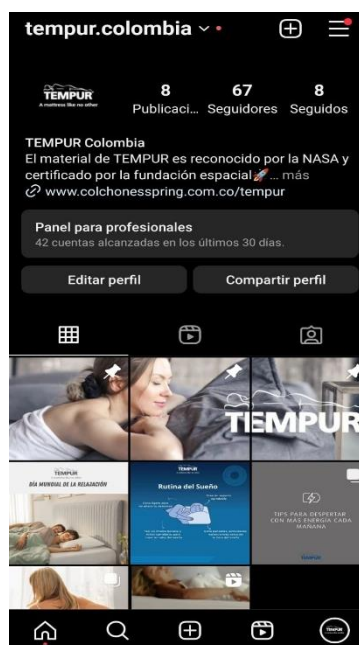 tempur.colombia
TEMPUR
A mattress like no other
8 67 8
Publicaci... Seguidores Seguidos
TEMPUR Colombia
El material de TEMPUR es reconocido por la NASA y
certificado por la fundación espacial🚀... más
www.colchonesspring.com.co/tempur
Panel para profesionales
42 cuentas alcanzadas en los últimos 30 días.
Editar perfil Compartir perfil
TEMPUR
TEMPUR
DÍA MUNDIAL DE LA RELAJACIÓN
TEMPUR
Rutina del Sueño
TIPS PARA DESPERTAR
CON MÁS ENERGÍA CADA
MAÑANA
TEMPUR
TEMPUR